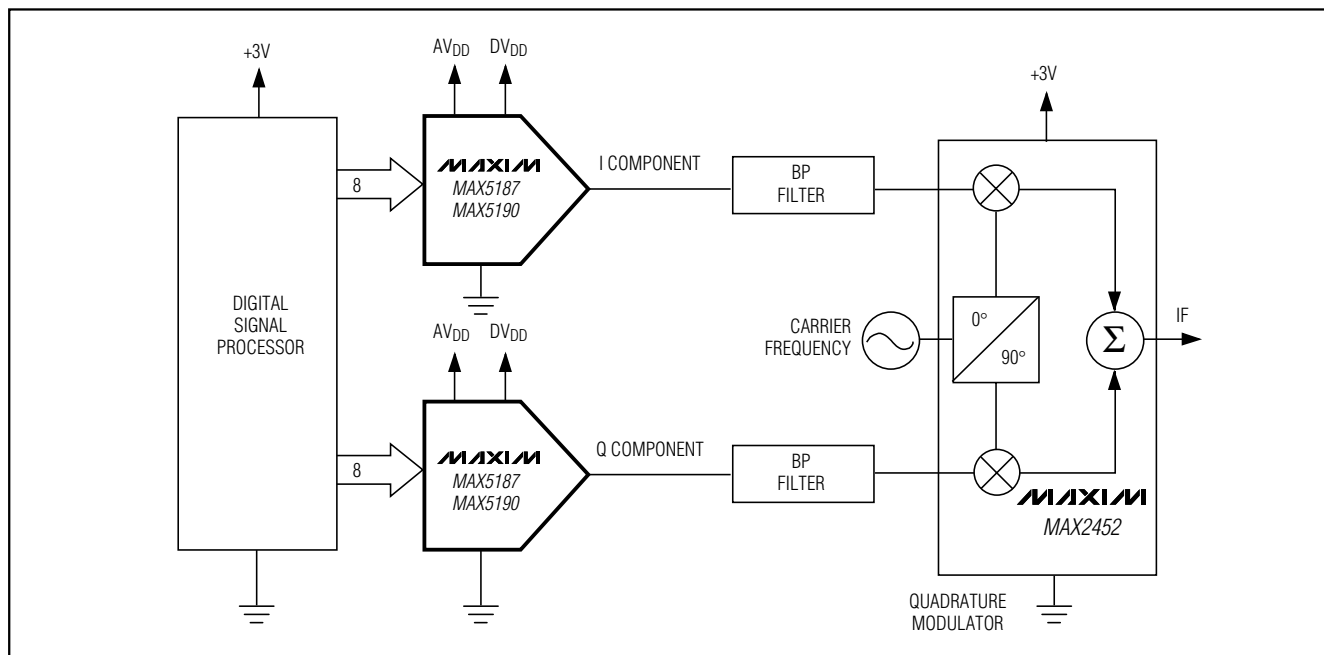 +3V
DIGITAL
SIGNAL
PROCESSOR
8
8
AVDD
DVDD
MAXIM
MAX5187
MAX5190
I COMPONENT
BP
FILTER
AVDD
DVDD
MAXIM
MAX5187
MAX5190
Q COMPONENT
BP
FILTER
CARRIER
FREQUENCY
+3V
0°
90°
Σ
IF
MAXIM
MAX2452
QUADRATURE
MODULATOR